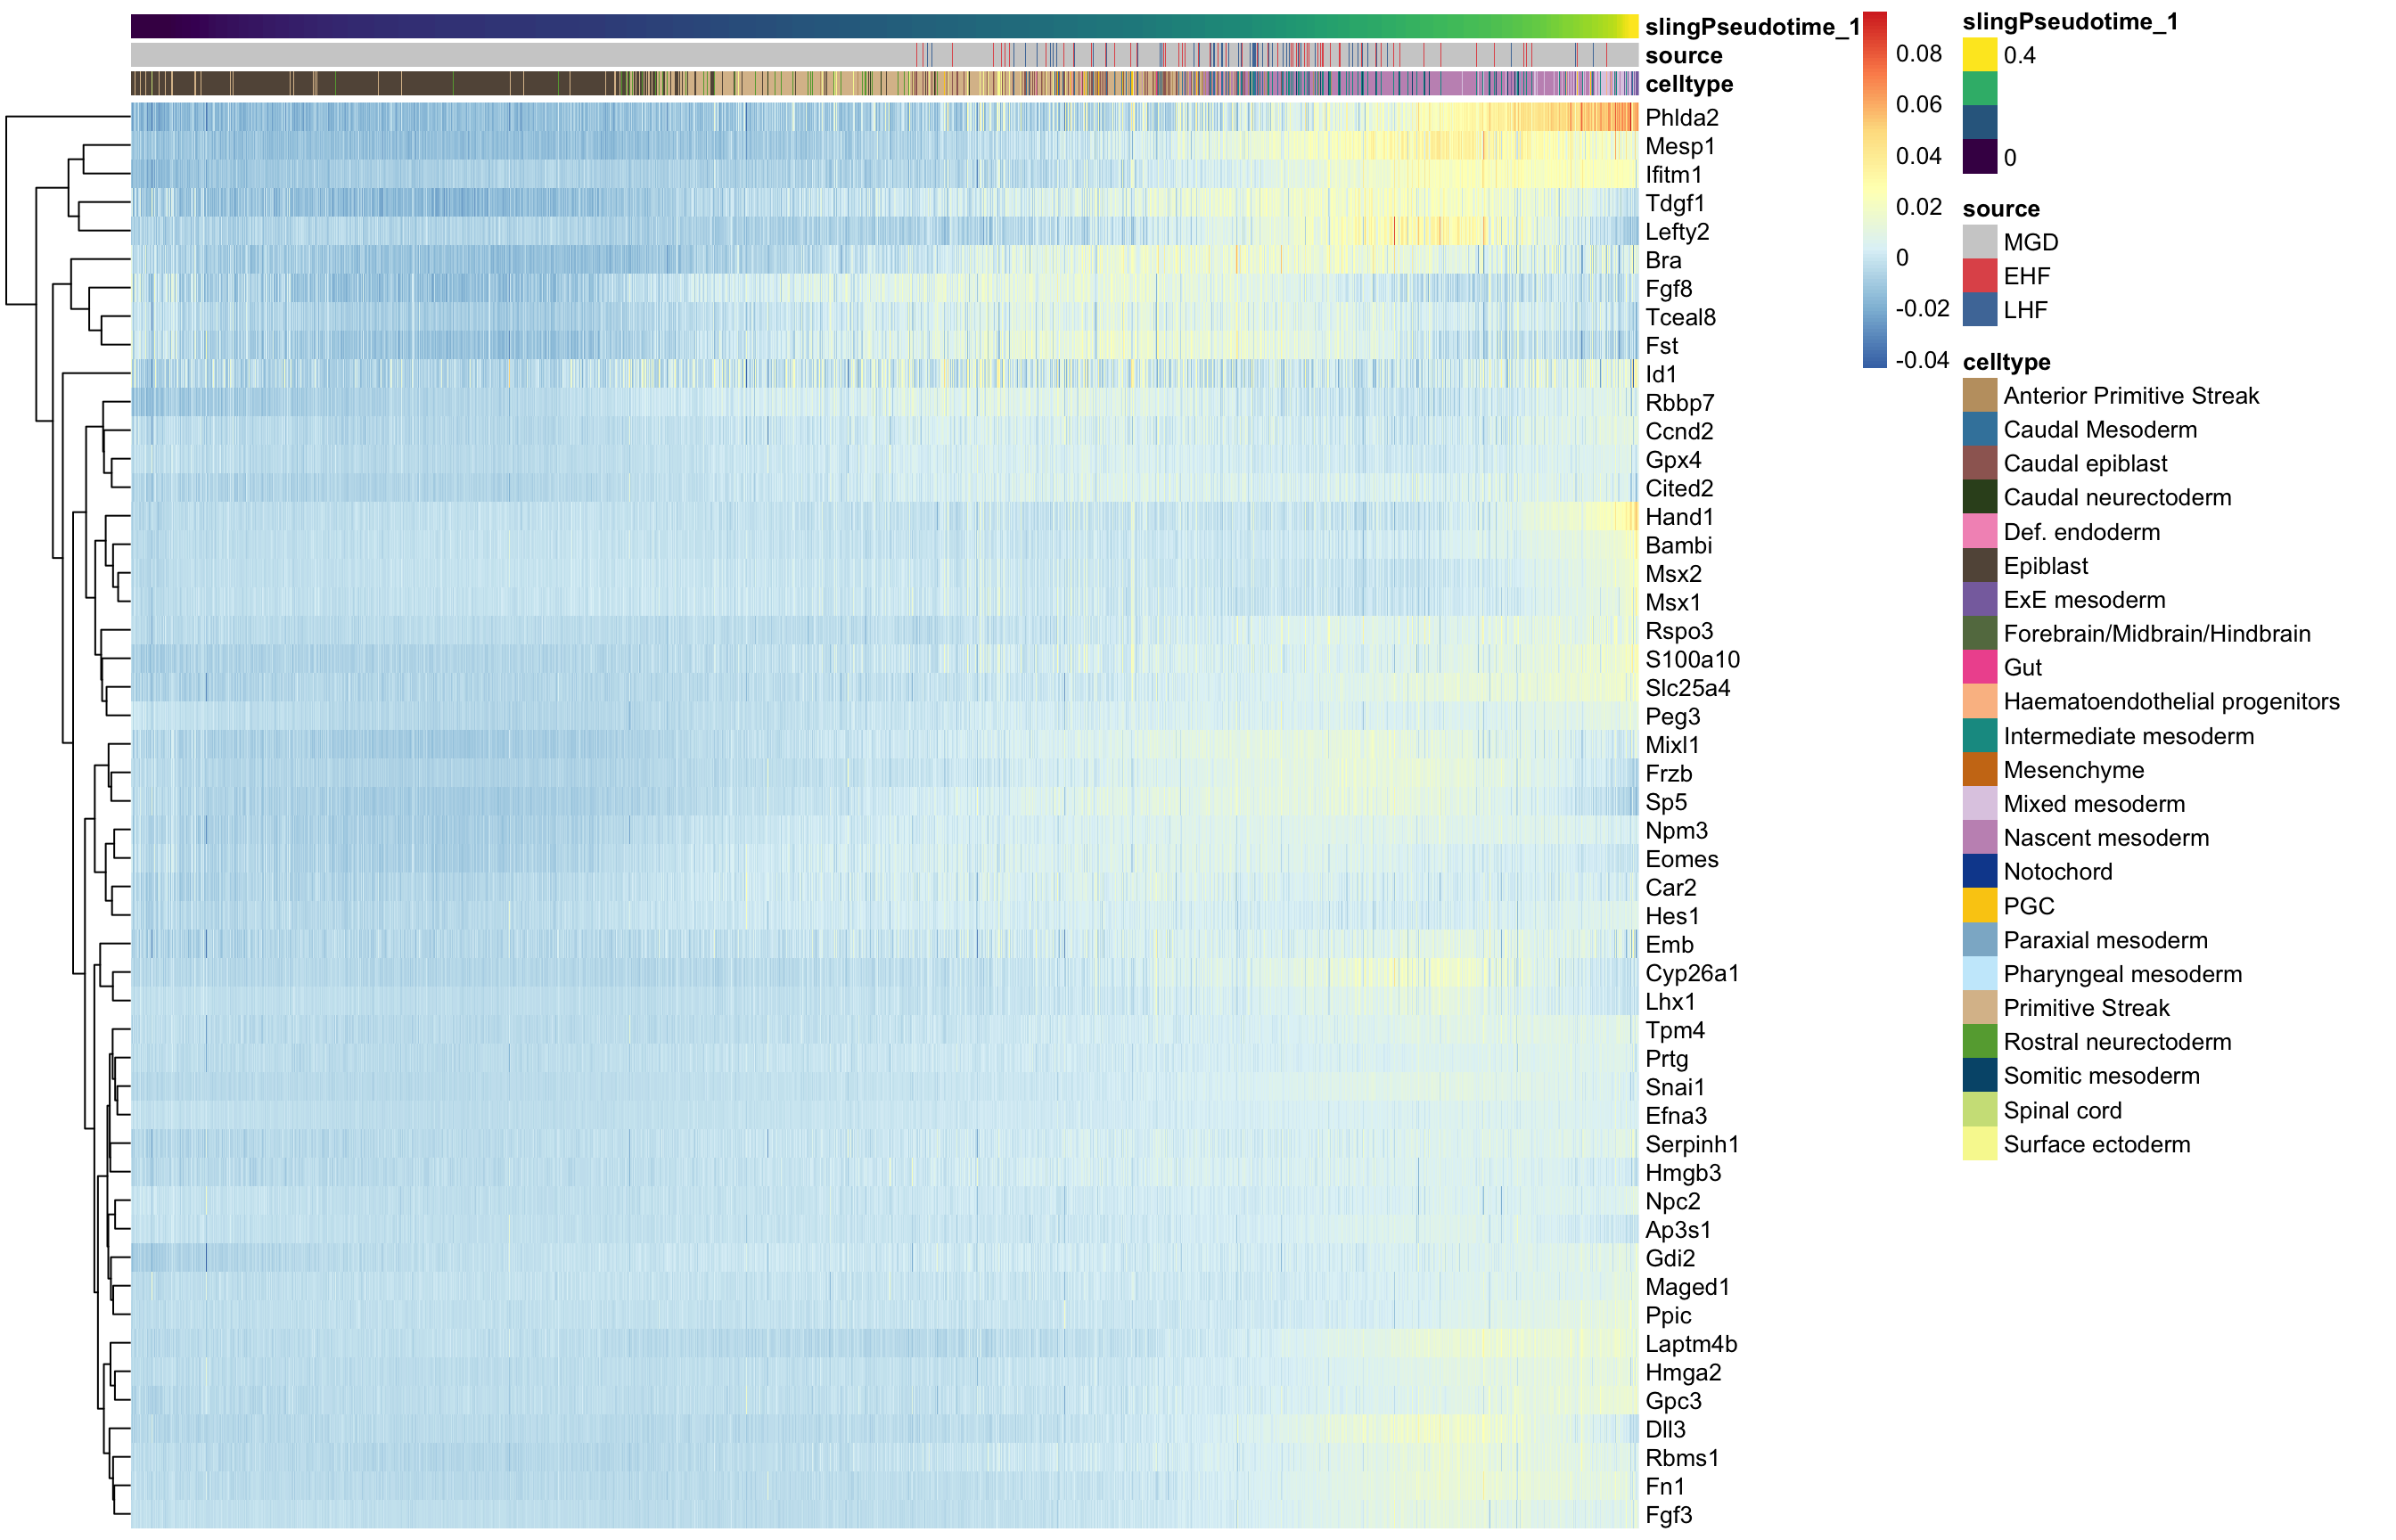 slingPseudotime_1
source
celltype
Phlda2
Mesp1
Ifitm1
Tdgf1
Lefty2
Bra
Fgf8
Tceal8
Fst
Id1
Rbbp7
Ccnd2
Gpx4
Cited2
Hand1
Bambi
Msx2
Msx1
Rspo3
S100a10
Slc25a4
Peg3
Mixl1
Frzb
Sp5
Npm3
Eomes
Car2
Hes1
Emb
Cyp26a1
Lhx1
Tpm4
Prtg
Snai1
Efna3
Serpinh1
Hmgb3
Npc2
Ap3s1
Gdi2
Maged1
Ppic
Laptm4b
Hmga2
Gpc3
Dll3
Rbms1
Fn1
Fgf3
0.08
0.06
0.04
0.02
0
-0.02
-0.04
slingPseudotime_1
0.4
0
source
MGD
EHF
LHF
celltype
Anterior Primitive Streak
Caudal Mesoderm
Caudal epiblast
Caudal neurectoderm
Def. endoderm
Epiblast
ExE mesoderm
Forebrain/Midbrain/Hindbrain
Gut
Haematoendothelial progenitors
Intermediate mesoderm
Mesenchyme
Mixed mesoderm
Nascent mesoderm
Notochord
PGC
Paraxial mesoderm
Pharyngeal mesoderm
Primitive Streak
Rostral neurectoderm
Somitic mesoderm
Spinal cord
Surface ectoderm